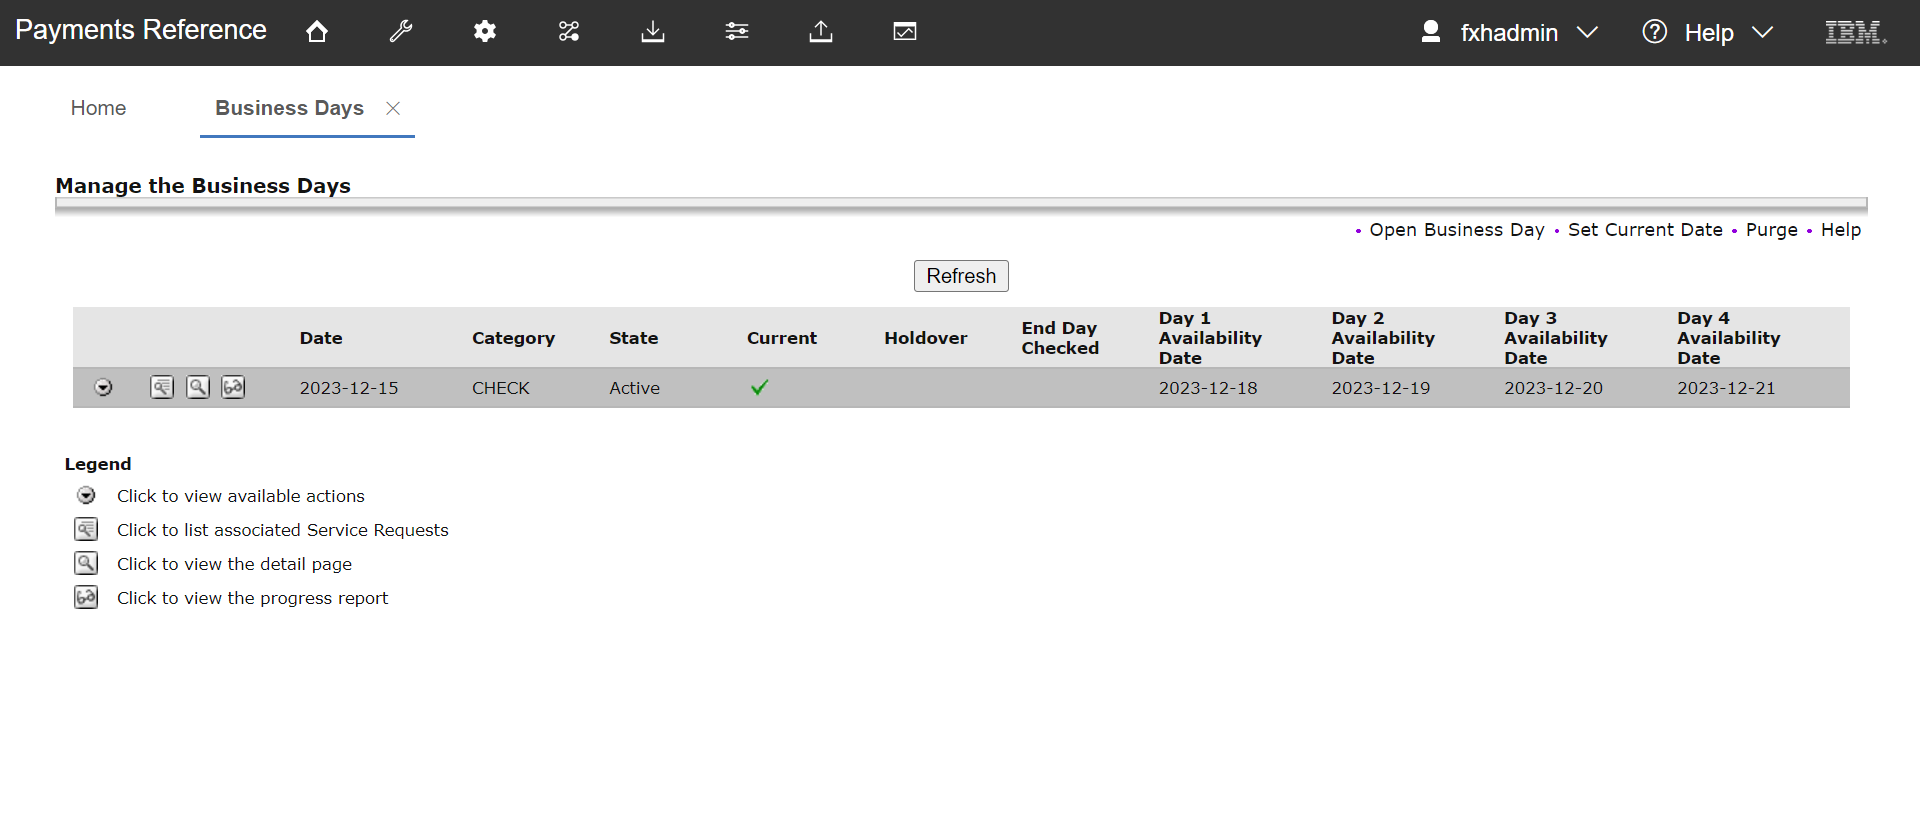 Payments Reference
fxhadmin
Help
IBM
Home
Business Days
Manage the Business Days
• Open Business Day • Set Current Date • Purge • Help
Refresh
Date Category State Current Holdover End Day Checked Day 1 Availability Date Day 2 Availability Date Day 3 Availability Date Day 4 Availability Date
2023-12-15 CHECK Active 2023-12-18 2023-12-19 2023-12-20 2023-12-21
Legend
Click to view available actions
Click to list associated Service Requests
Click to view the detail page
Click to view the progress report